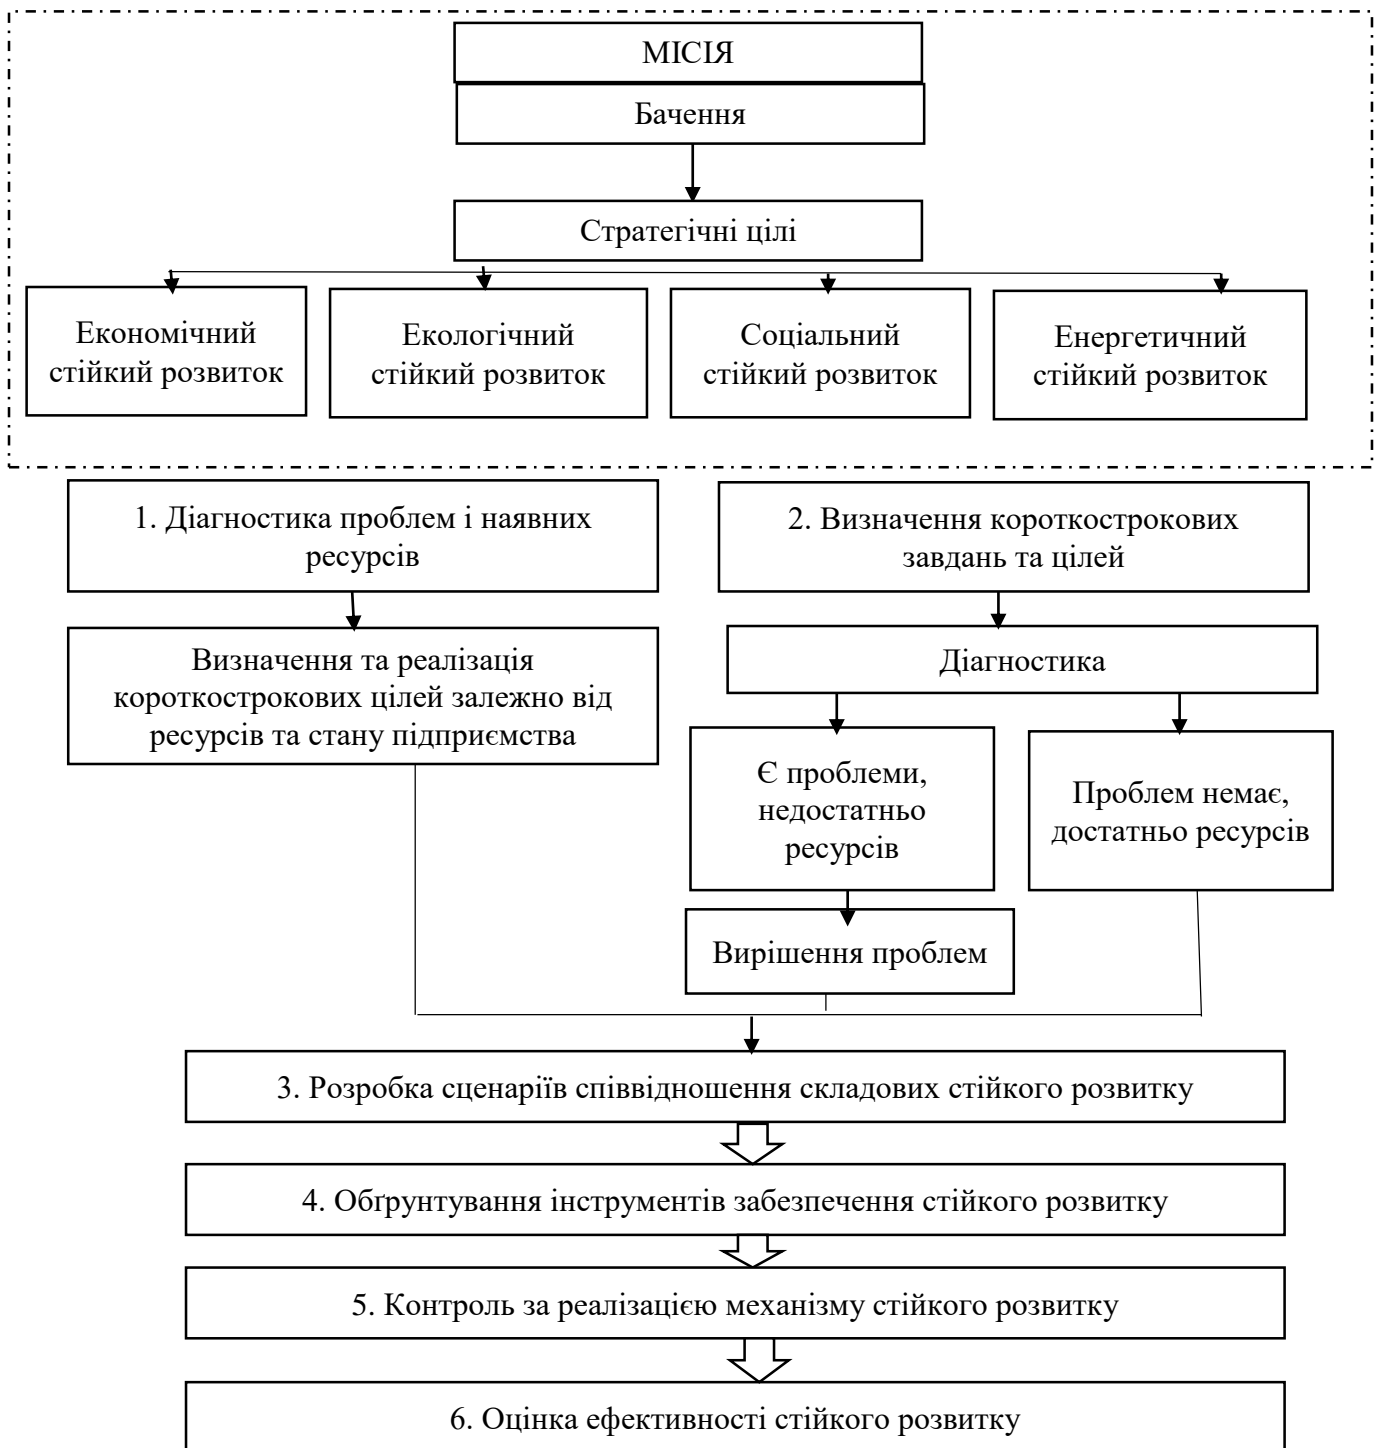 МІСІЯ
Бачення
Стратегічні цілі
Економічний
стійкий розвиток
Екологічний
стійкий розвиток
Соціальний
стійкий розвиток
Енергетичний
стійкий розвиток
1. Діагностика проблем і наявних
ресурсів
2. Визначення короткострокових
завдань та цілей
Визначення та реалізація
короткострокових цілей залежно від
ресурсів та стану підприємства
Діагностика
Є проблеми,
недостатньо
ресурсів
Проблем немає,
достатньо ресурсів
Вирішення проблем
3. Розробка сценаріїв співвідношення складових стійкого розвитку
4. Обґрунтування інструментів забезпечення стійкого розвитку
5. Контроль за реалізацією механізму стійкого розвитку
6. Оцінка ефективності стійкого розвитку